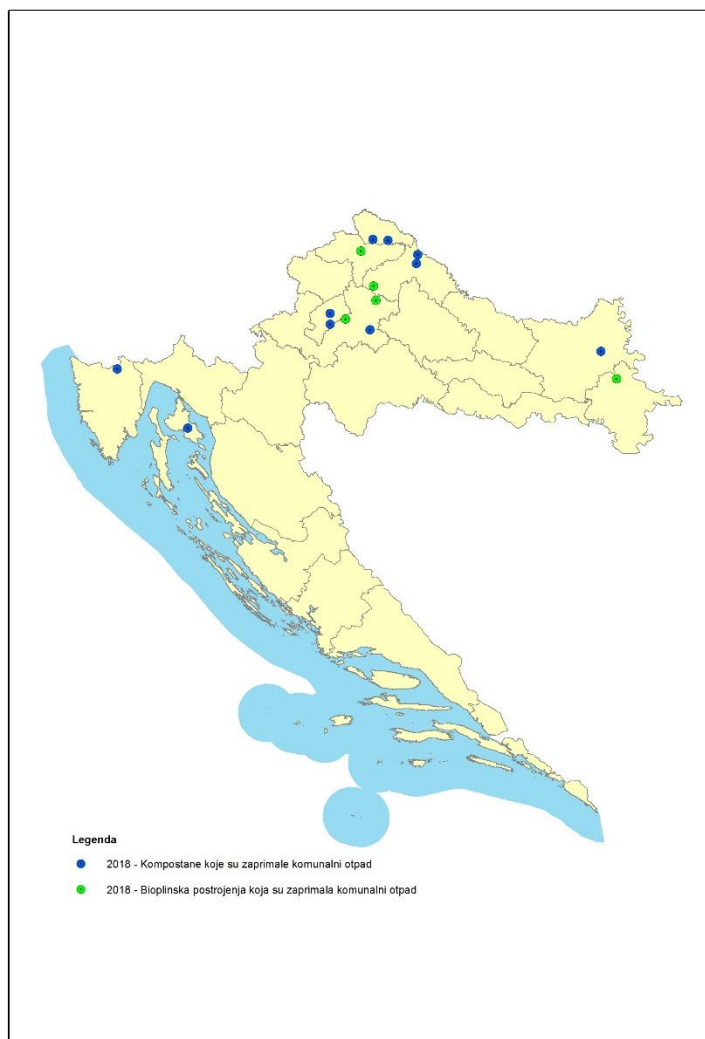 Legenda
2018 - Kompostane koje su zaprimale komunalni otpad
2018 - Bioplinska postrojenja koja su zaprimala komunalni otpad